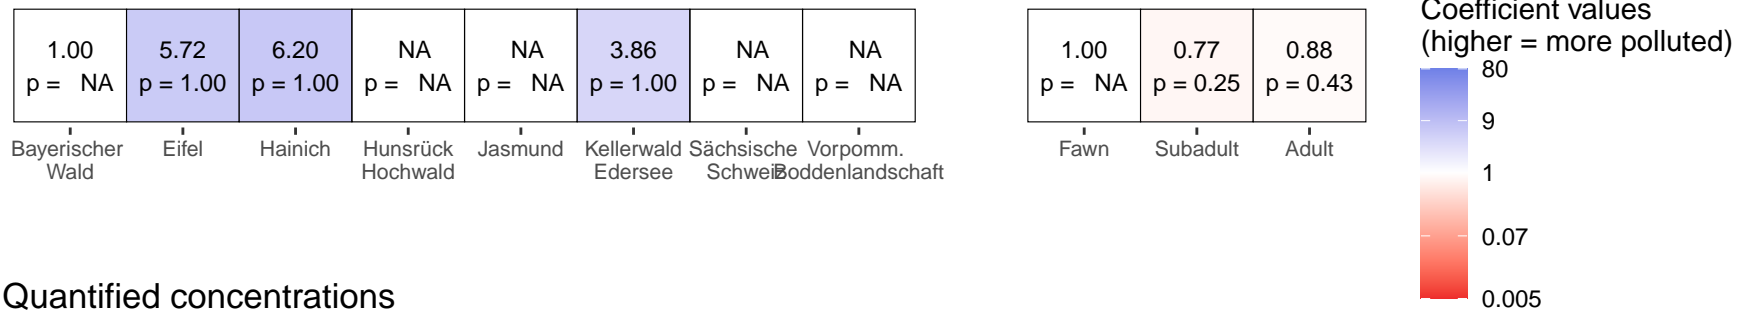 Coefficient values
(higher = more polluted)
1.00 5.72 6.20 NA NA 3.86 NA NA 1.00 0.77 0.88
p = NA p = 1.00 p = 1.00 p = NA p = NA p = 1.00 p = NA p = NA p = NA p = 0.25 p = 0.43
80
9
1
0.07
0.005
Bayerischer Eifel Hainich Hunsrück Jasmund Kellerwald Sächsische Vorpomm. Fawn Subadult Adult
Wald Hochwald Edersee Schweiz Boddenlandschaft
Quantified concentrations